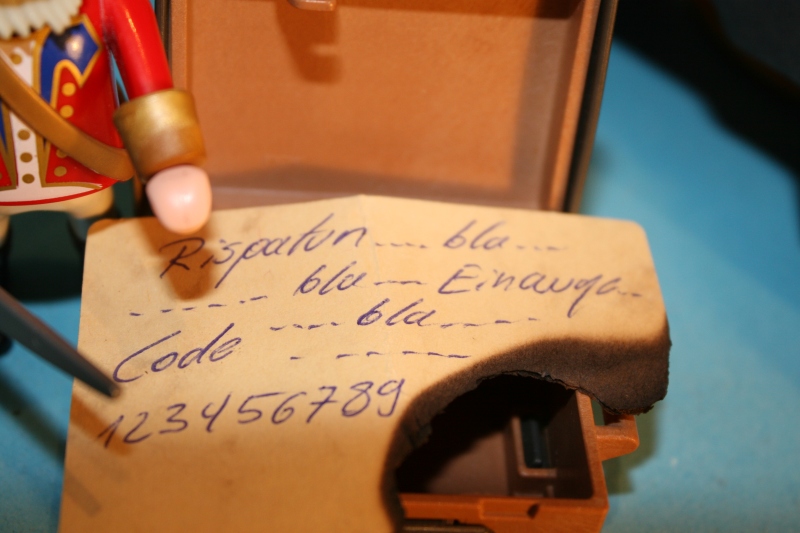 Rispatun .... bla ...
- - - - - - bla --- Einauga...
Code ---- bla ......
- - - - - - -
123456789